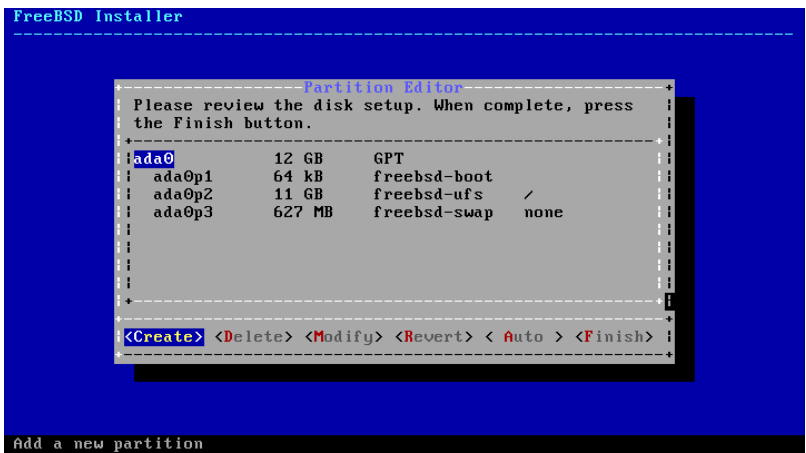 FreeBSD Installer
Partition Editor
Please review the disk setup. When complete, press
the Finish button.
ada0 12 GB GPT
ada0p1 64 kB freebsd-boot
ada0p2 11 GB freebsd-ufs /
ada0p3 627 MB freebsd-swap none
<Create> <Delete> <Modify> <Revert> < Auto > <Finish>
Add a new partition